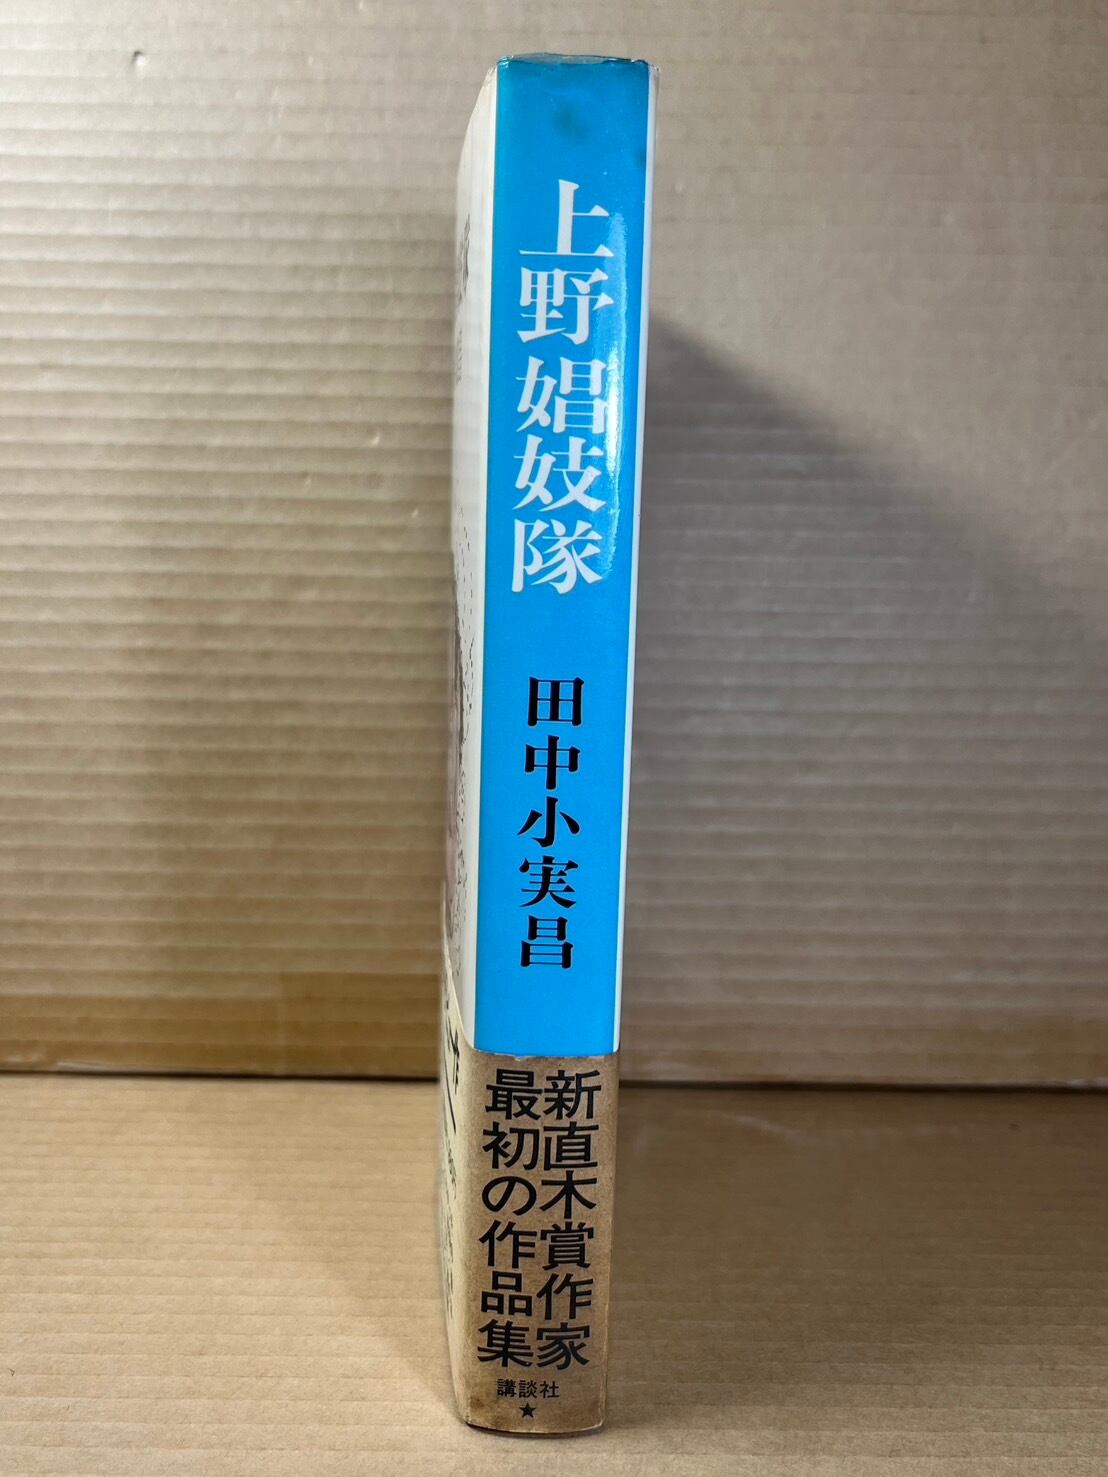 上野娼妓隊
田中小実昌
新直木賞作家
最初の作品集
講談社
★